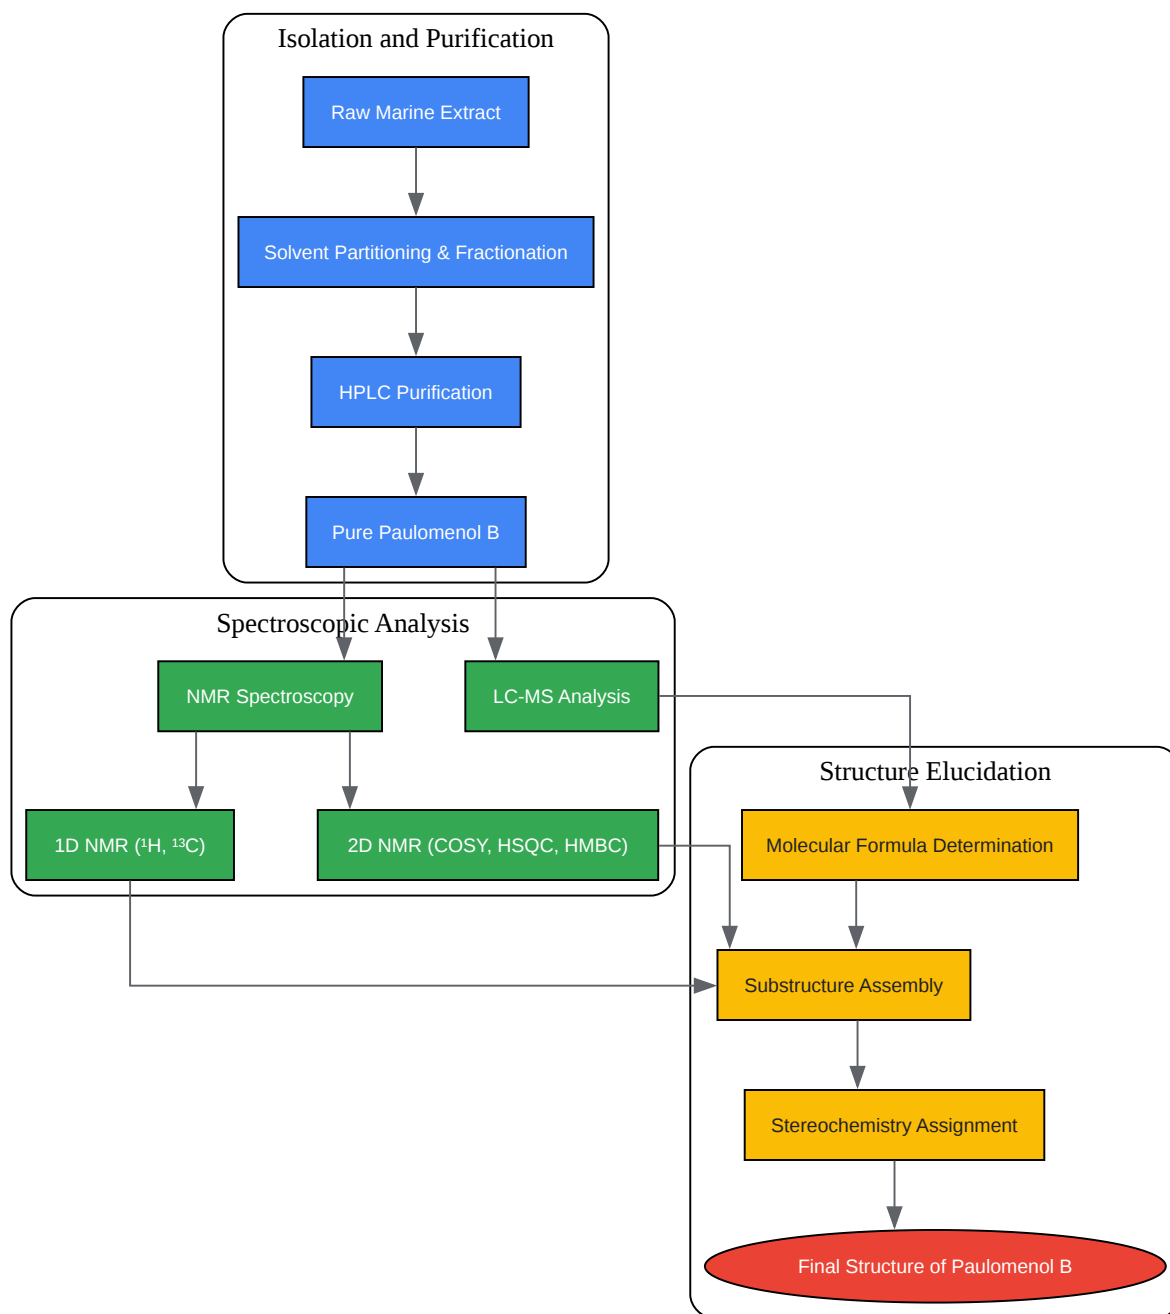 Isolation and Purification
Raw Marine Extract
Solvent Partitioning & Fractionation
HPLC Purification
Pure Paulomenol B
Spectroscopic Analysis
NMR Spectroscopy
LC-MS Analysis
1D NMR (¹H, ¹³C)
2D NMR (COSY, HSQC, HMBC)
Structure Elucidation
Molecular Formula Determination
Substructure Assembly
Stereochemistry Assignment
Final Structure of Paulomenol B